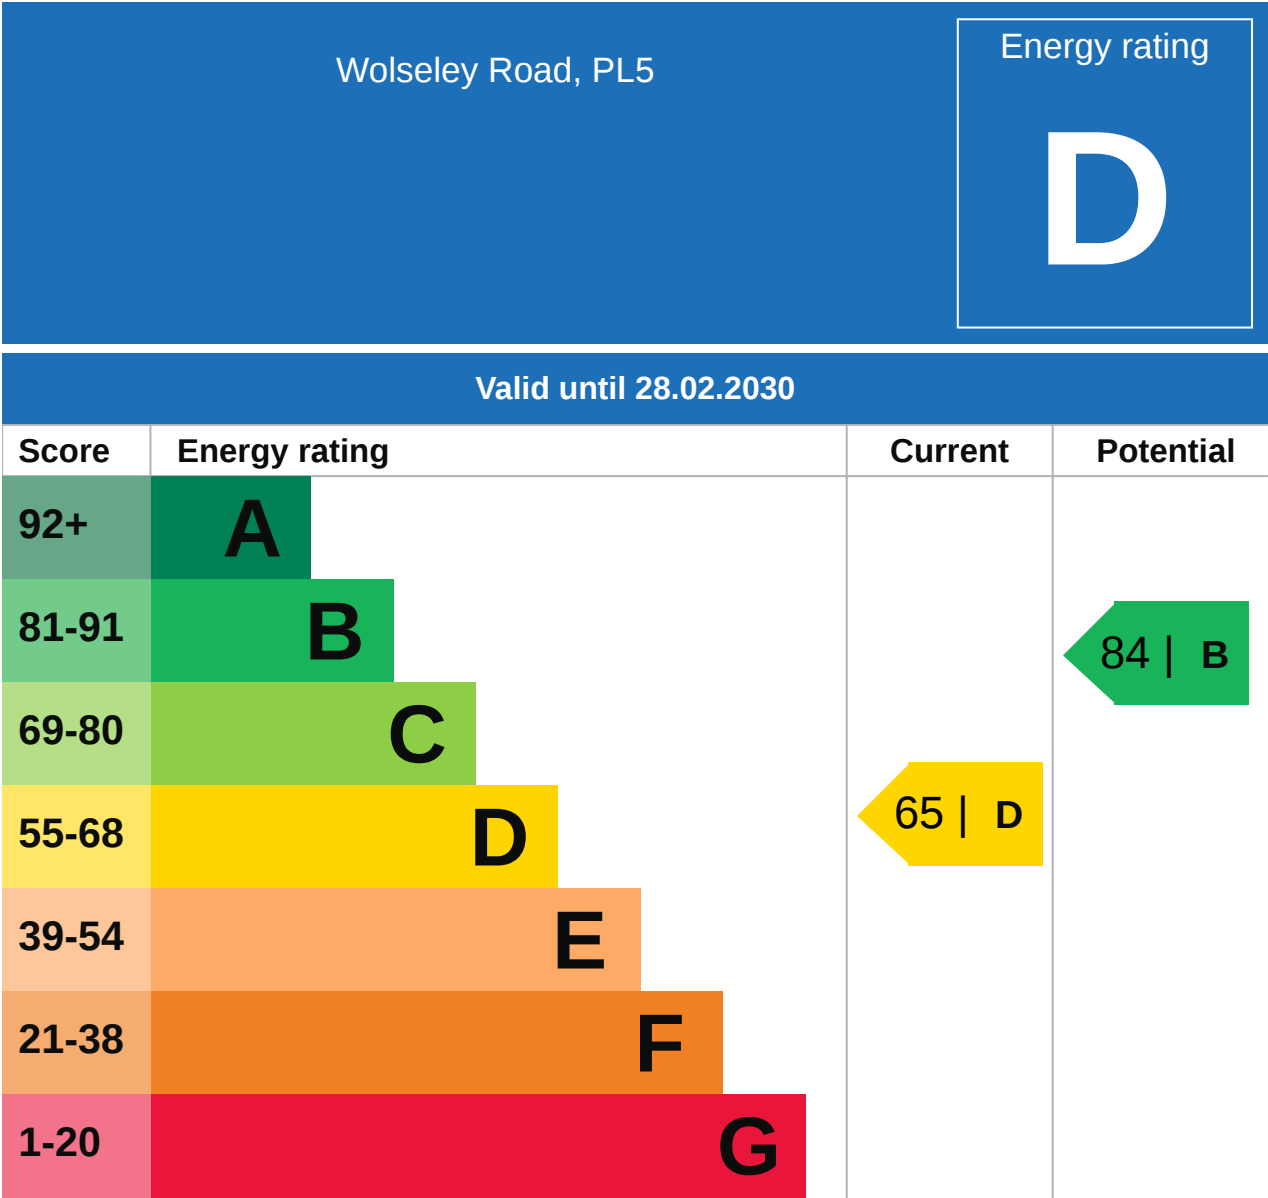 Wolseley Road, PL5
Energy rating
D
Valid until 28.02.2030
Score Energy rating Current Potential
92+ A
81-91 B
84 | B
69-80 C
55-68 D
65 | D
39-54 E
21-38 F
1-20 G